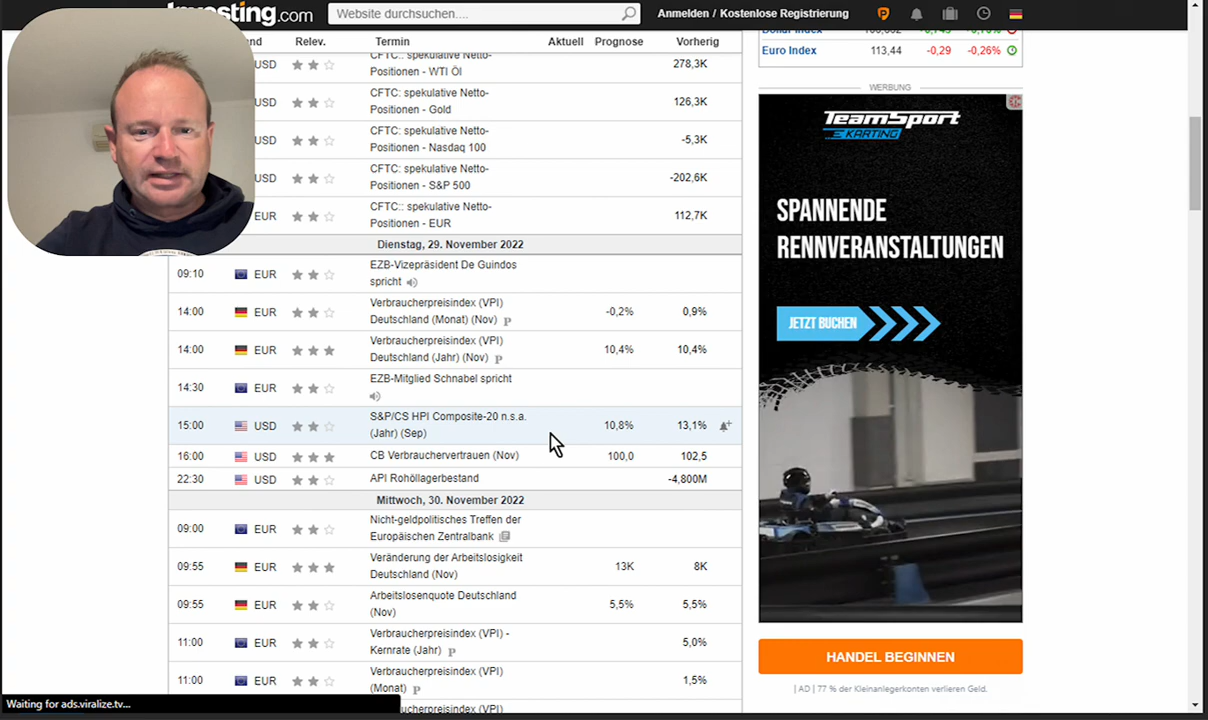 Investing.com
Website durchsuchen....
Anmelden / Kostenlose Registrierung
Relev. Termin Aktuell Prognose Vorherig
USD CFTC: spekulative Netto-
Positionen - WTI Öl 278,3K
USD CFTC: spekulative Netto-
Positionen - Gold 126,3K
USD CFTC: spekulative Netto-
Positionen - Nasdaq 100 -5,3K
USD CFTC: spekulative Netto-
Positionen - S&P 500 -202,6K
EUR CFTC:: spekulative Netto-
Positionen - EUR 112,7K
Dienstag, 29. November 2022
09:10 EUR EZB-Vizepräsident De Guindos
spricht
14:00 EUR Verbraucherpreisindex (VPI)
Deutschland (Monat) (Nov) P -0,2% 0,9%
14:00 EUR Verbraucherpreisindex (VPI)
Deutschland (Jahr) (Nov) P 10,4% 10,4%
14:30 EUR EZB-Mitglied Schnabel spricht
15:00 USD S&P/CS HPI Composite-20 n.s.a.
(Jahr) (Sep) 10,8% 13,1%
16:00 USD CB Verbrauchervertrauen (Nov) 100,0 102,5
22:30 USD API Rohöllagerbestand -4,800M
Mittwoch, 30. November 2022
09:00 EUR Nicht-geldpolitisches Treffen der
Europäischen Zentralbank
09:55 EUR Veränderung der Arbeitslosigkeit
Deutschland (Nov) 13K 8K
09:55 EUR Arbeitslosenquote Deutschland
(Nov) 5,5% 5,5%
11:00 EUR Verbraucherpreisindex (VPI) -
Kernrate (Jahr) P 5,0%
11:00 EUR Verbraucherpreisindex (VPI)
(Monat) P 1,5%
Waiting for ads.viralize.tv...
Dollar Index
Euro Index 113,44 -0,29 -0,26%
WERBUNG
TeamSport
KARTING
SPANNENDE
RENNVERANSTALTUNGEN
JETZT BUCHEN
HANDEL BEGINNEN
| AD | 77 % der Kleinanlegerkonten verlieren Geld.